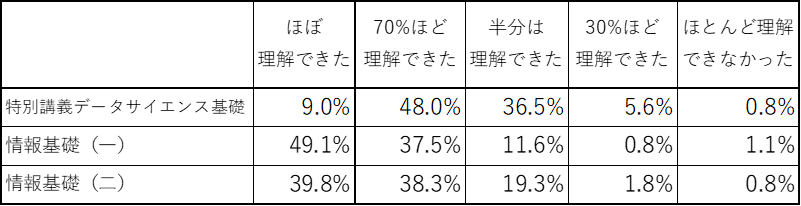 ほぼ 70%ほど 半分は 30%ほど ほとんど理解
理解できた 理解できた 理解できた 理解できた できなかった
特別講義データサイエンス基礎 9.0% 48.0% 36.5% 5.6% 0.8%
情報基礎（一） 49.1% 37.5% 11.6% 0.8% 1.1%
情報基礎（二） 39.8% 38.3% 19.3% 1.8% 0.8%